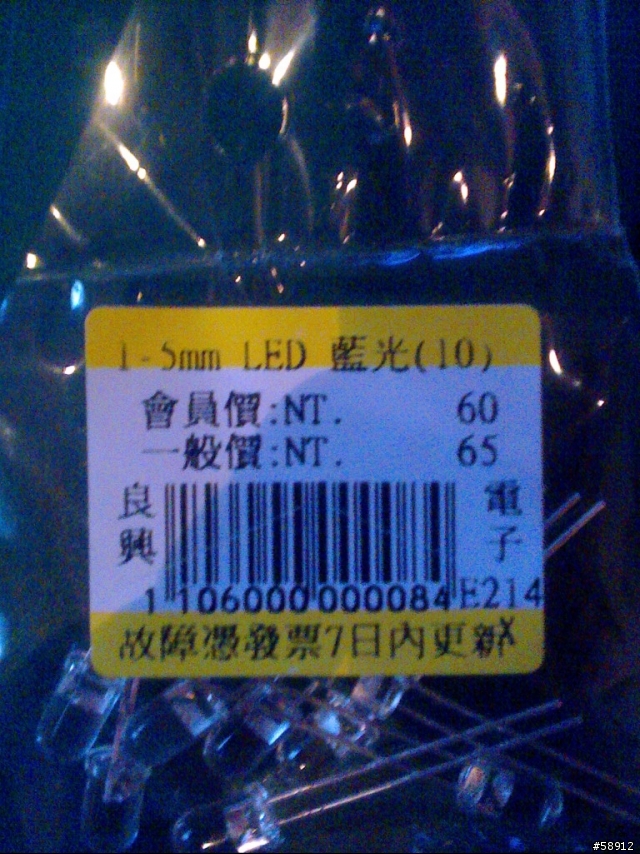 1-5mm LED 藍光(10)
會員價:NT. 60
一般價:NT. 65
良興
電子
1 106000 000084 E214
故障憑發票7日內更新X
#58912